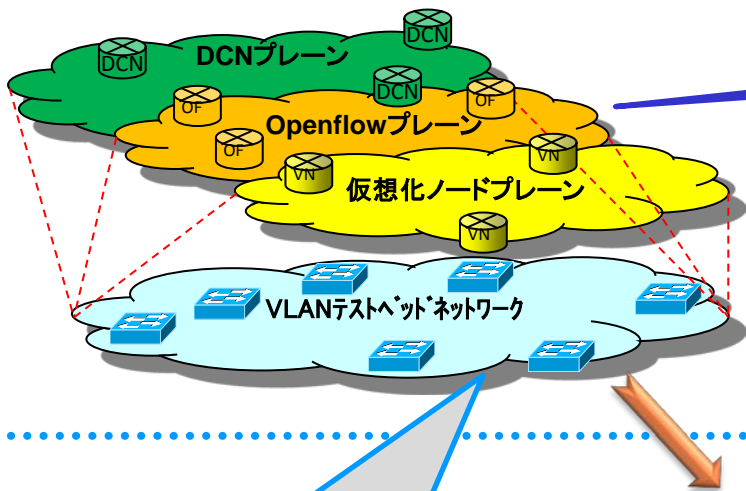 DCN
DCN
DCNプレーン
DCN
OF
OF
Openflowプレーン
OF
VN
VN
仮想化ノードプレーン
VN
VLANテストベッドネットワーク